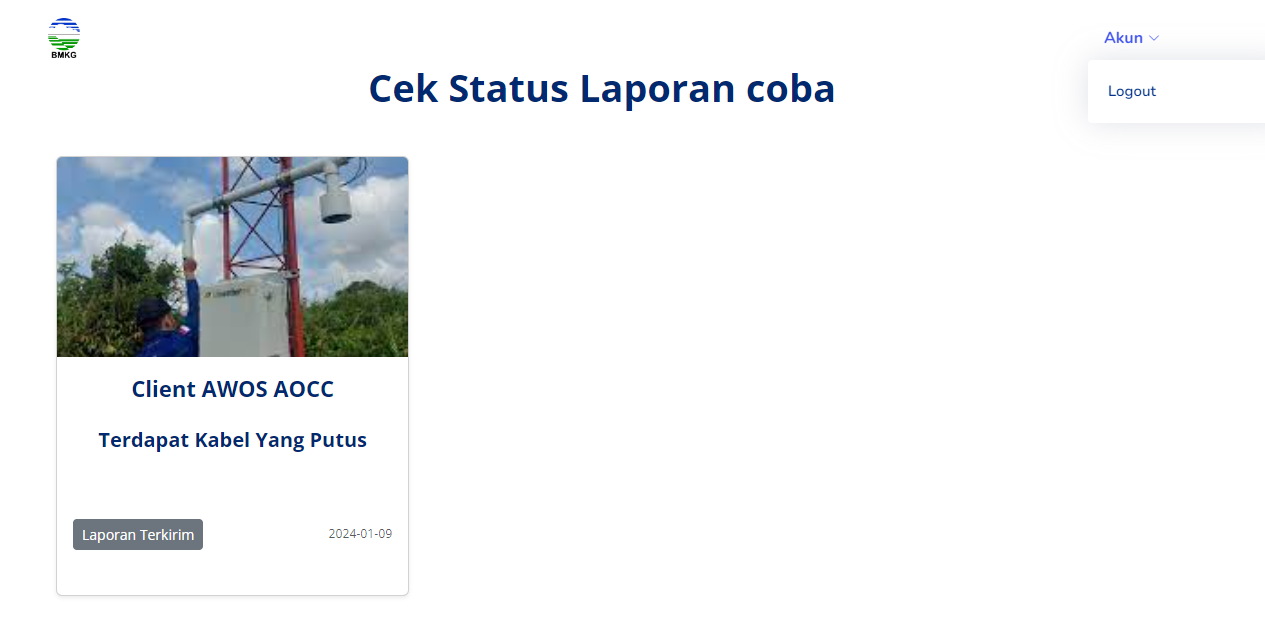 BMKG
Akun
Logout
Cek Status Laporan coba
Client AWOS AOCC
Terdapat Kabel Yang Putus
Laporan Terkirim
2024-01-09